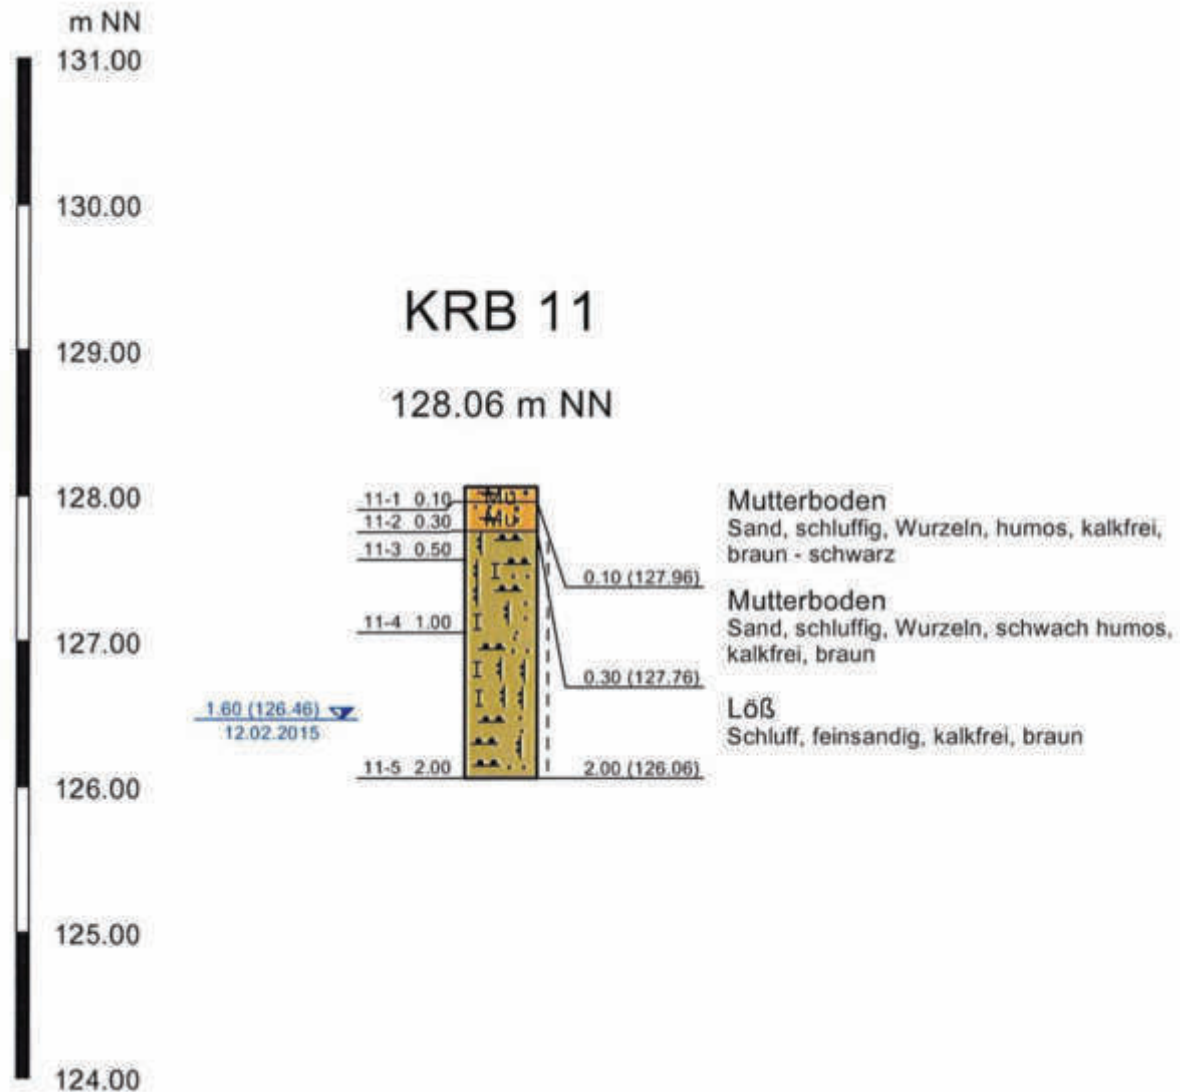 m NN
131.00
130.00
129.00
128.00
127.00
126.00
125.00
124.00
KRB 11
128.06 m NN
11-1 0.10
11-2 0.30
11-3 0.50
11-4 1.00
11-5 2.00
Mu
Mu
1.60 (126.46)
12.02.2015
0.10 (127.96)
0.30 (127.76)
2.00 (126.06)
Mutterboden
Sand, schluffig, Wurzeln, humos, kalkfrei,
braun - schwarz
Mutterboden
Sand, schluffig, Wurzeln, schwach humos,
kalkfrei, braun
Löß
Schluff, feinsandig, kalkfrei, braun